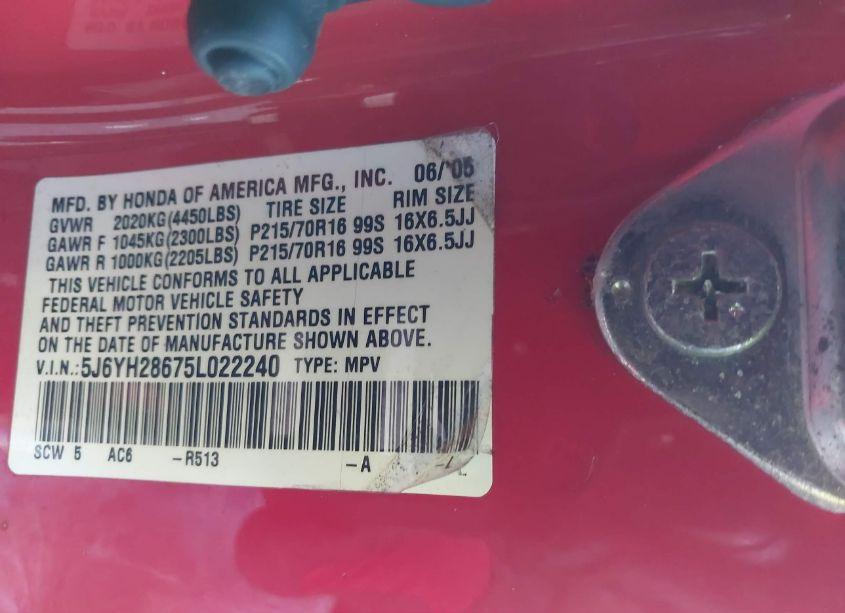 MFD. BY HONDA OF AMERICA MFG., INC. 06/'05
GVWR 2020KG(4450LBS) TIRE SIZE RIM SIZE
GAWR F 1045KG(2300LBS) P215/70R16 99S 16X6.5JJ
GAWR R 1000KG(2205LBS) P215/70R16 99S 16X6.5JJ
THIS VEHICLE CONFORMS TO ALL APPLICABLE
FEDERAL MOTOR VEHICLE SAFETY
AND THEFT PREVENTION STANDARDS IN EFFECT
ON THE DATE OF MANUFACTURE SHOWN ABOVE.
V.I.N.:5J6YH28675L022240 TYPE: MPV
SCW 5 AC6 -R513 -A